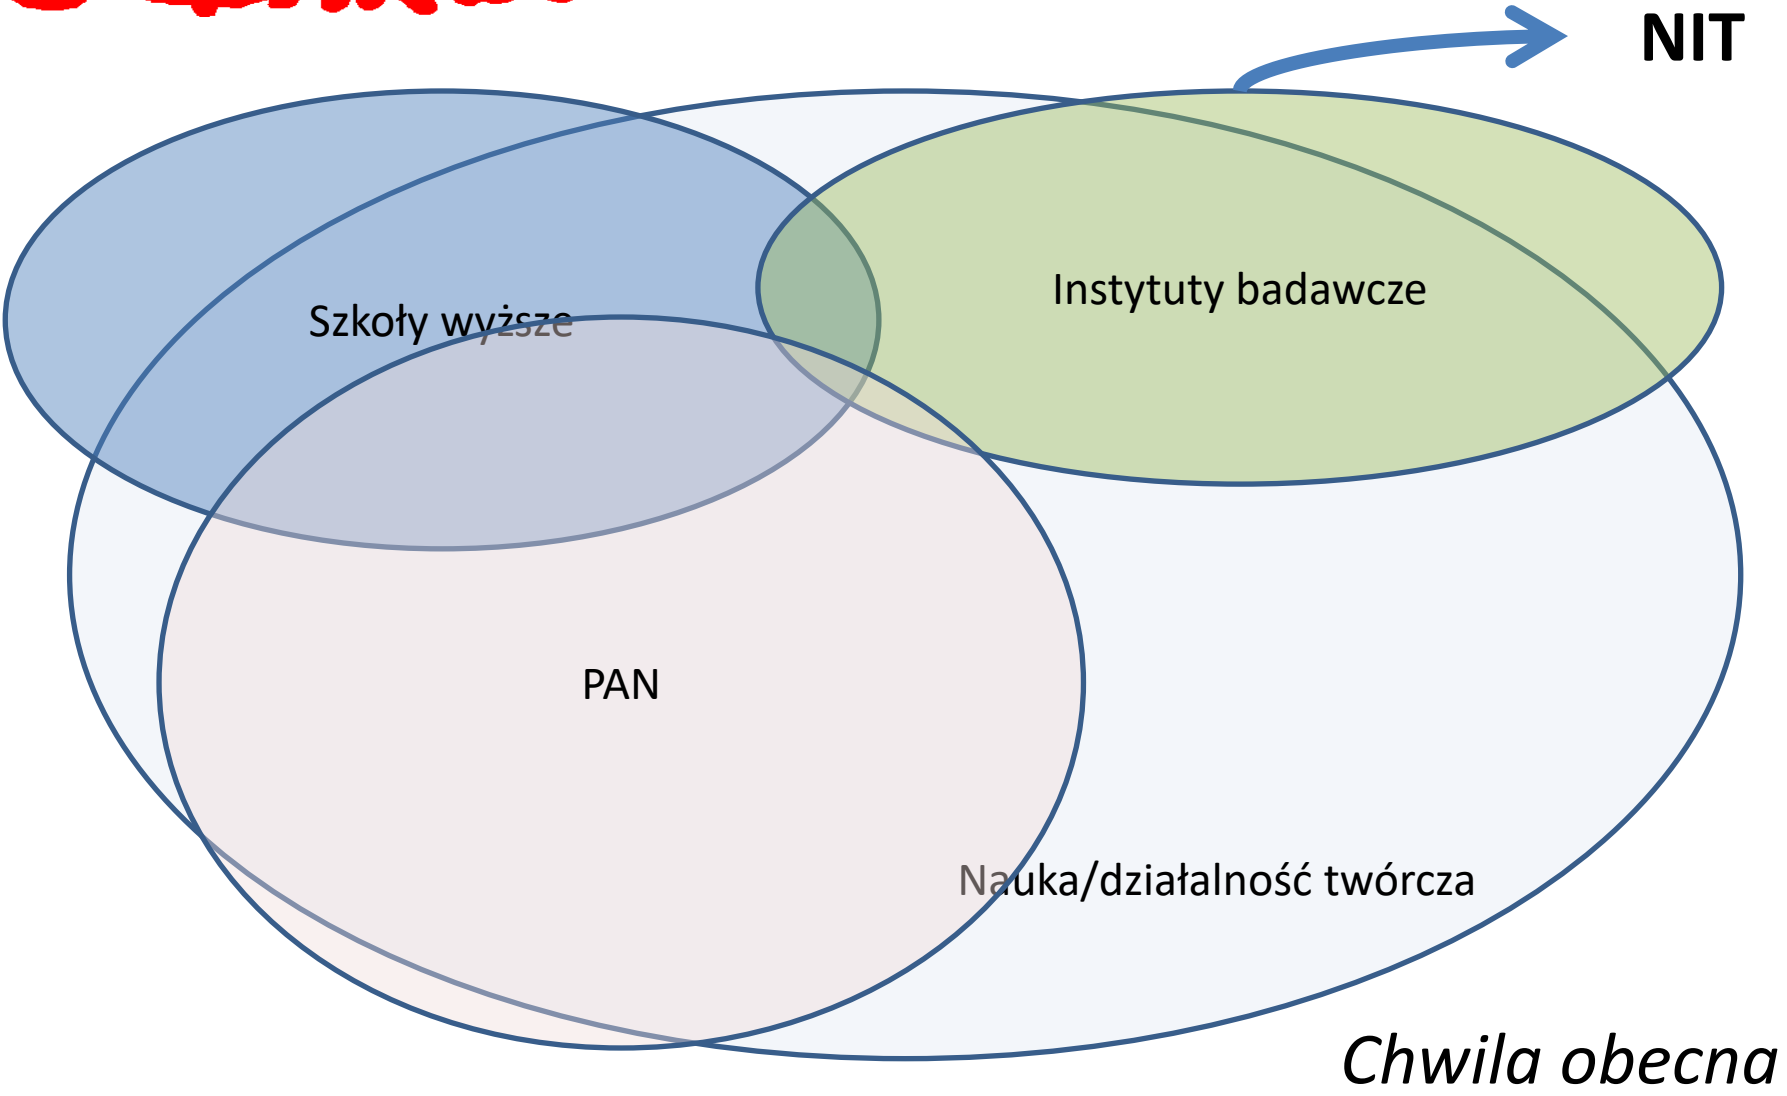 NIT
Instytuty badawcze
Szkoły wyższe
PAN
Nauka/działalność twórcza
Chwila obecna